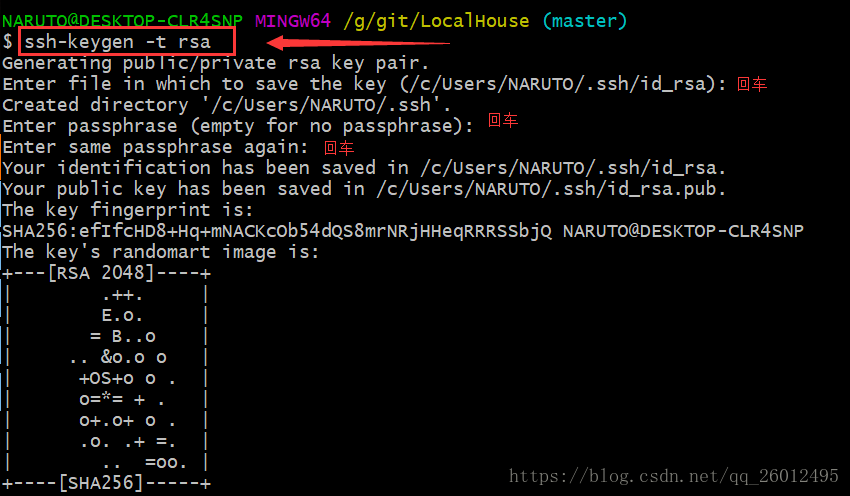 NARUTO@DESKTOP-CLR4SNP MINGW64 /g/git/LocalHouse (master)
$ ssh-keygen -t rsa
Generating public/private rsa key pair.
Enter file in which to save the key (/c/Users/NARUTO/.ssh/id_rsa): 回车
Created directory '/c/Users/NARUTO/.ssh'.
Enter passphrase (empty for no passphrase): 回车
Enter same passphrase again: 回车
Your identification has been saved in /c/Users/NARUTO/.ssh/id_rsa.
Your public key has been saved in /c/Users/NARUTO/.ssh/id_rsa.pub.
The key fingerprint is:
SHA256:efIfcHD8+Hq+mNACKcOb54dQS8mrNRjHHeqRRRSSbjQ NARUTO@DESKTOP-CLR4SNP
The key's randomart image is:
+---[RSA 2048]----+
|        .++.     |
|        E.o.     |
|       = B..o    |
|     .. &o.o o   |
|      +OS+o o .  |
|      o=*= + .   |
|      o+.o+ o .  |
|      .o. .+ =.  |
|        ..  =oo. |
+----[SHA256]-----+
https://blog.csdn.net/qq_26012495